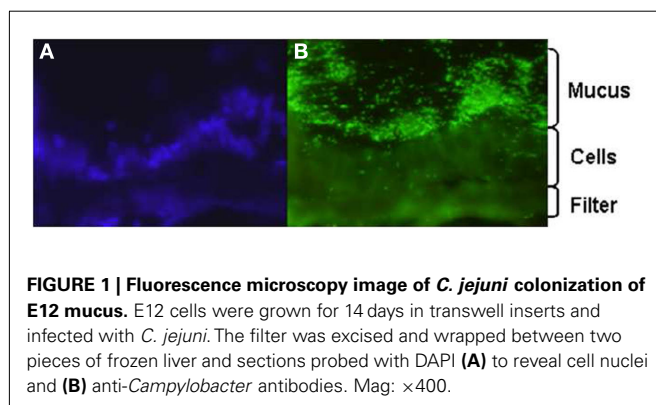 A
B
Mucus
Cells
Filter
FIGURE 1 | Fluorescence microscopy image of C. jejuni colonization of
E12 mucus. E12 cells were grown for 14 days in transwell inserts and
infected with C. jejuni. The filter was excised and wrapped between two
pieces of frozen liver and sections probed with DAPI (A) to reveal cell nuclei
and (B) anti-Campylobacter antibodies. Mag: ×400.